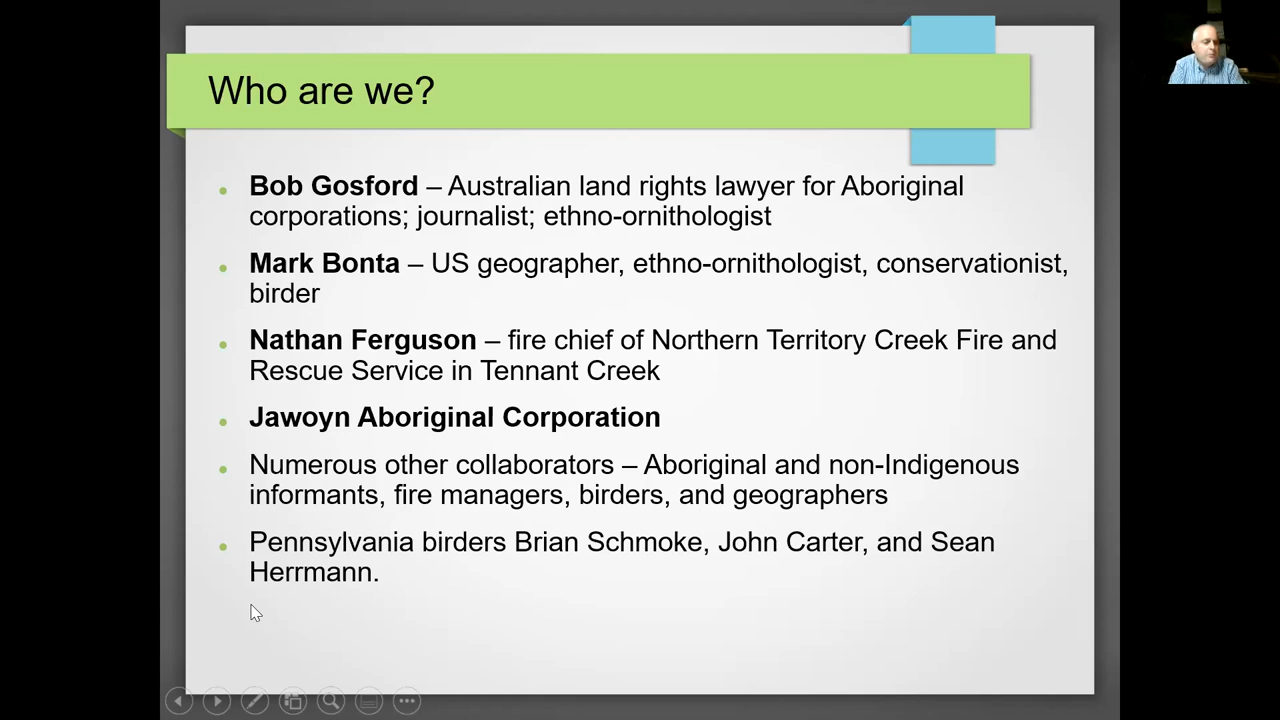 Who are we?
Bob Gosford – Australian land rights lawyer for Aboriginal
corporations; journalist; ethno-ornithologist
Mark Bonta – US geographer, ethno-ornithologist, conservationist,
birder
Nathan Ferguson – fire chief of Northern Territory Creek Fire and
Rescue Service in Tennant Creek
Jawoyn Aboriginal Corporation
Numerous other collaborators – Aboriginal and non-Indigenous
informants, fire managers, birders, and geographers
Pennsylvania birders Brian Schmoke, John Carter, and Sean
Herrmann.